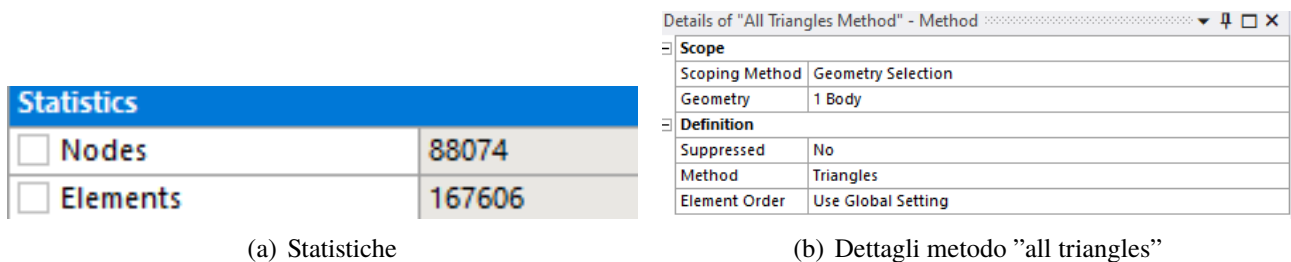 Statistics
Nodes 88074
Elements 167606
(a) Statistiche
Details of "All Triangles Method" - Method
Scope
Scoping Method Geometry Selection
Geometry 1 Body
Definition
Suppressed No
Method Triangles
Element Order Use Global Setting
(b) Dettagli metodo ”all triangles”